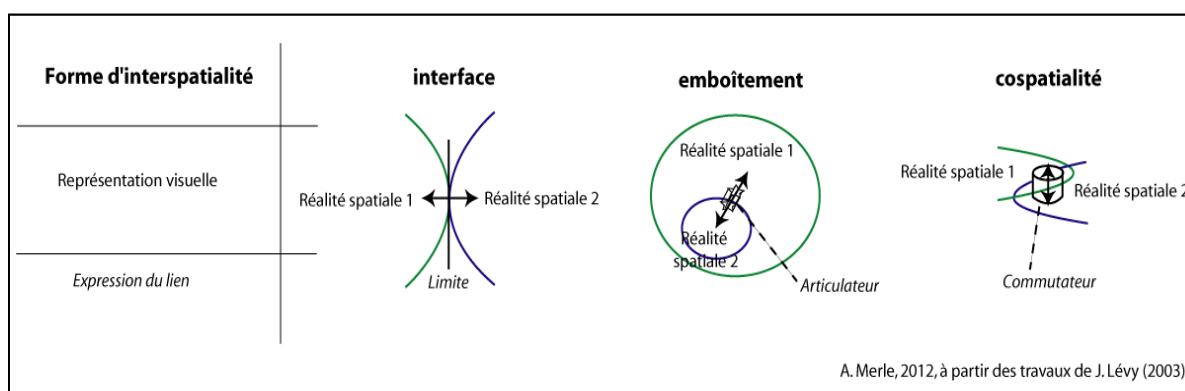 Forme d'interspatialité
interface
emboîtement
cospatialité
Représentation visuelle
Réalité spatiale 1
Réalité spatiale 2
Réalité spatiale 1
Réalité
spatiale 2
Réalité spatiale 1
Réalité spatiale 2
Expression du lien
Limite
Articulateur
Commutateur
A. Merle, 2012, à partir des travaux de J. Lévy (2003)